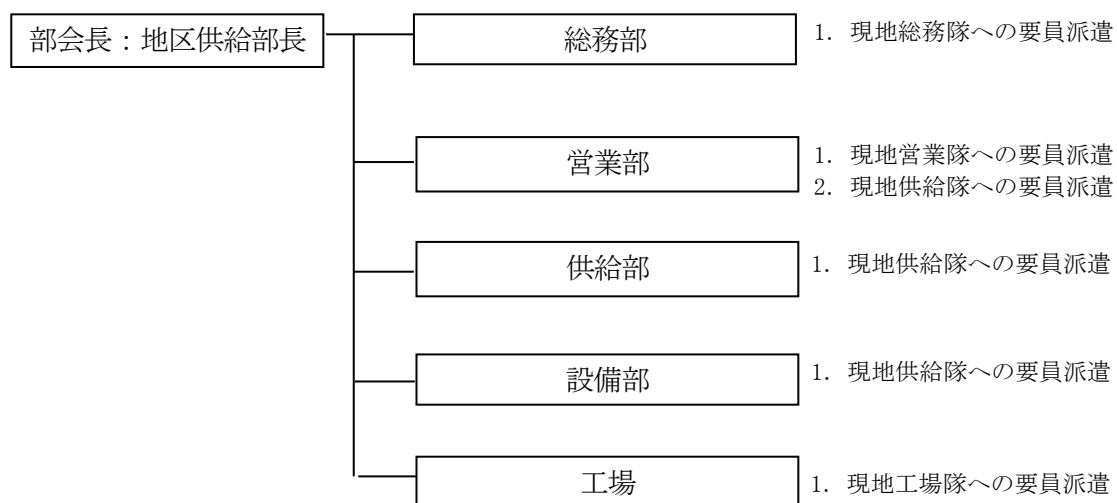 部会長：地区供給部長
総務部
1. 現地総務隊への要員派遣
営業部
1. 現地営業隊への要員派遣
2. 現地供給隊への要員派遣
供給部
1. 現地供給隊への要員派遣
設備部
1. 現地供給隊への要員派遣
工場
1. 現地工場隊への要員派遣